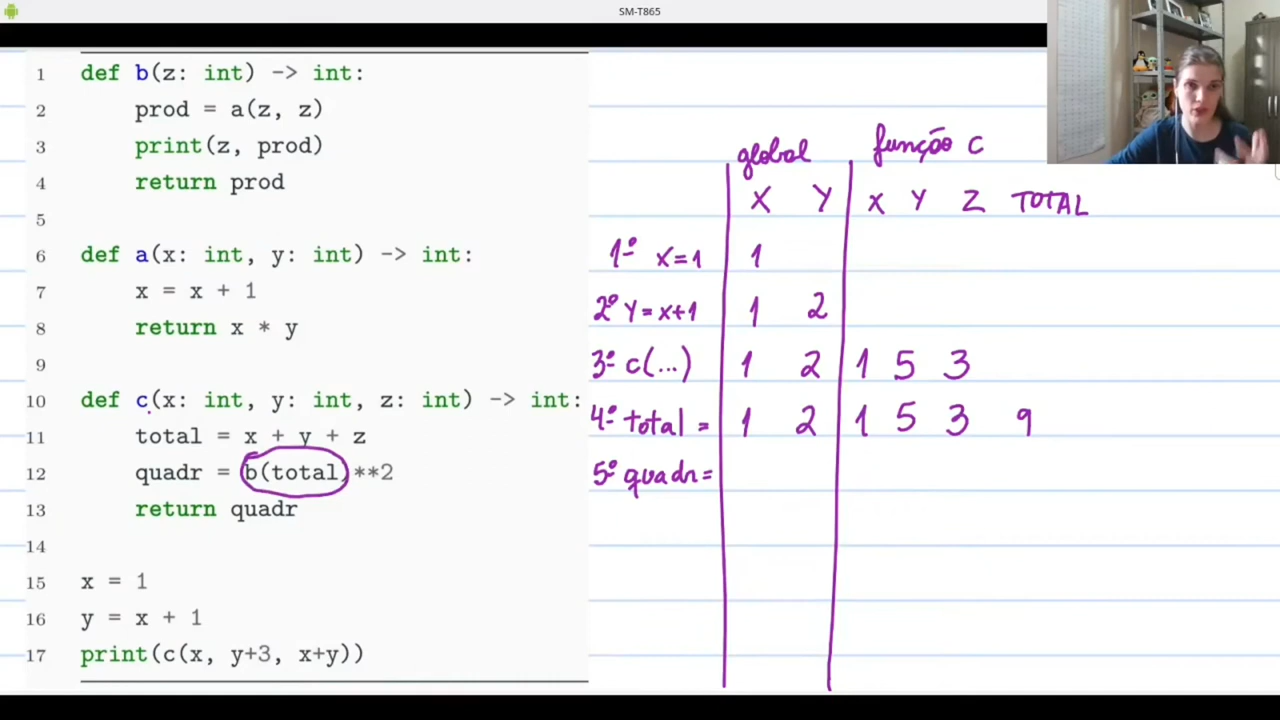 SM-T865
1 def b(z: int) -> int:
2 prod = a(z, z)
3 print(z, prod)
4 return prod
5
6 def a(x: int, y: int) -> int:
7 x = x + 1
8 return x * y
9
10 def c(x: int, y: int, z: int) -> int:
11 total = x + y + z
12 quadr = b(total)**2
13 return quadr
14
15 x = 1
16 y = x + 1
17 print(c(x, y+3, x+y))
global função c
X Y X Y Z TOTAL
1º x=1 1
2º Y=x+1 1 2
3º c(...) 1 2 1 5 3
4º total = 1 2 1 5 3 9
5º quadr=